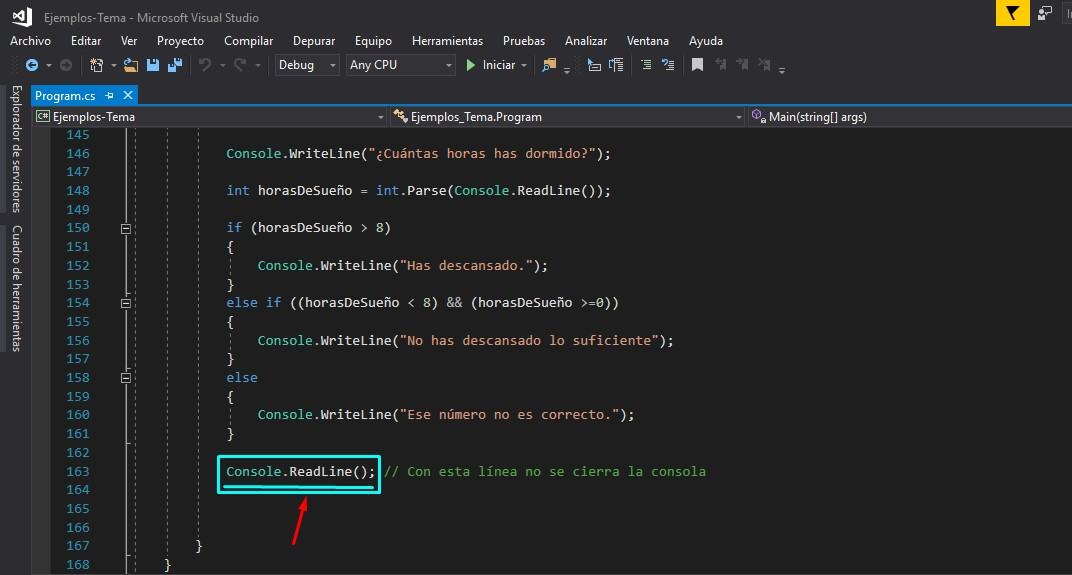 Ejemplos-Tema - Microsoft Visual Studio
Archivo Editar Ver Proyecto Compilar Depurar Equipo Herramientas Pruebas Analizar Ventana Ayuda
Debug Any CPU Iniciar
Program.cs
C# Ejemplos-Tema Ejemplos_Tema.Program Main(string[] args)
Explorador de servidores
Cuadro de herramientas
145
146 Console.WriteLine("¿Cuántas horas has dormido?");
147
148 int horasDeSueño = int.Parse(Console.ReadLine());
149
150 if (horasDeSueño > 8)
151 {
152 Console.WriteLine("Has descansado.");
153 }
154 else if ((horasDeSueño < 8) && (horasDeSueño >=0))
155 {
156 Console.WriteLine("No has descansado lo suficiente");
157 }
158 else
159 {
160 Console.WriteLine("Ese número no es correcto.");
161 }
162
163 Console.ReadLine(); // Con esta línea no se cierra la consola
164
165
166
167 }
168 }